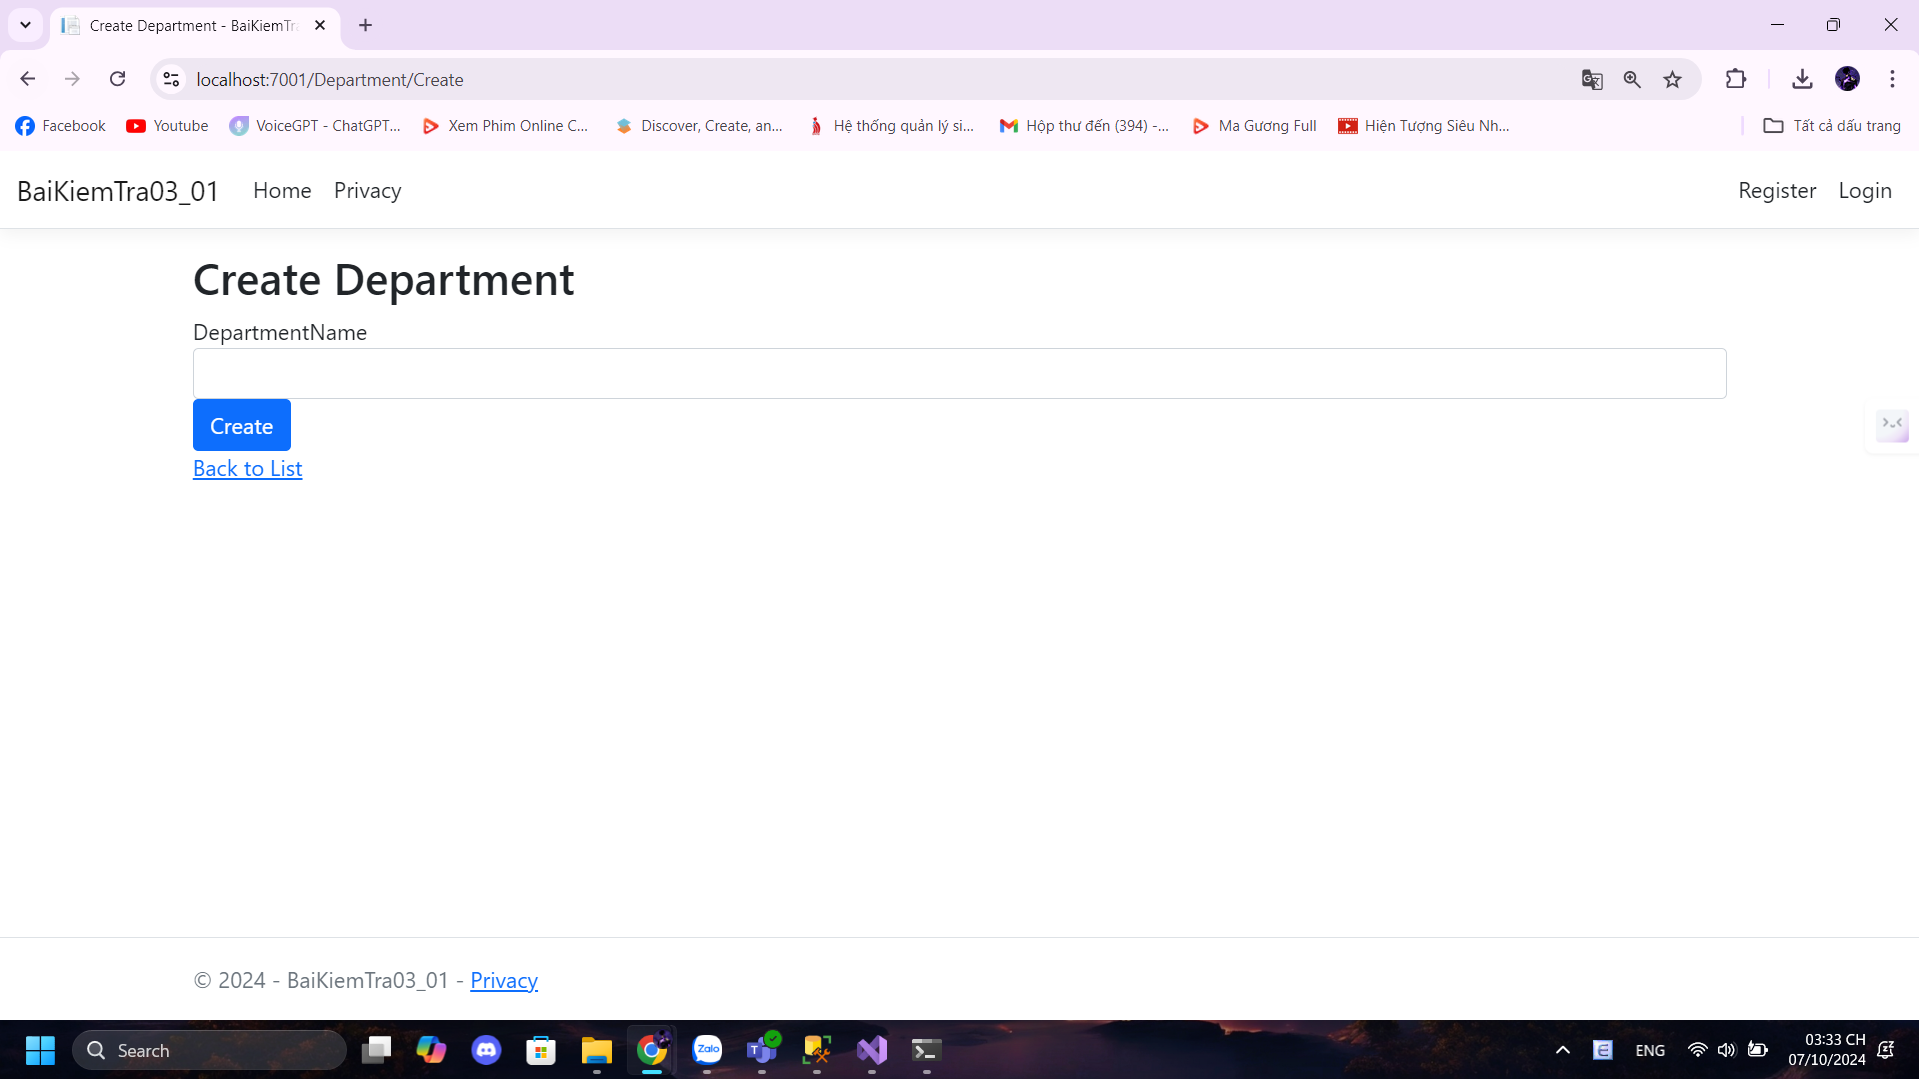 Create Department - BaiKiemTra
localhost:7001/Department/Create
Facebook
Youtube
VoiceGPT - ChatGPT...
Xem Phim Online C...
Discover, Create, an...
Hệ thống quản lý si...
Hộp thư đến (394) -...
Ma Gương Full
Hiện Tượng Siêu Nh...
Tất cả dấu trang
BaiKiemTra03_01
Home
Privacy
Register
Login
Create Department
DepartmentName
Create
Back to List
© 2024 - BaiKiemTra03_01 - Privacy
Search
Zalo
ENG
03:33 CH
07/10/2024